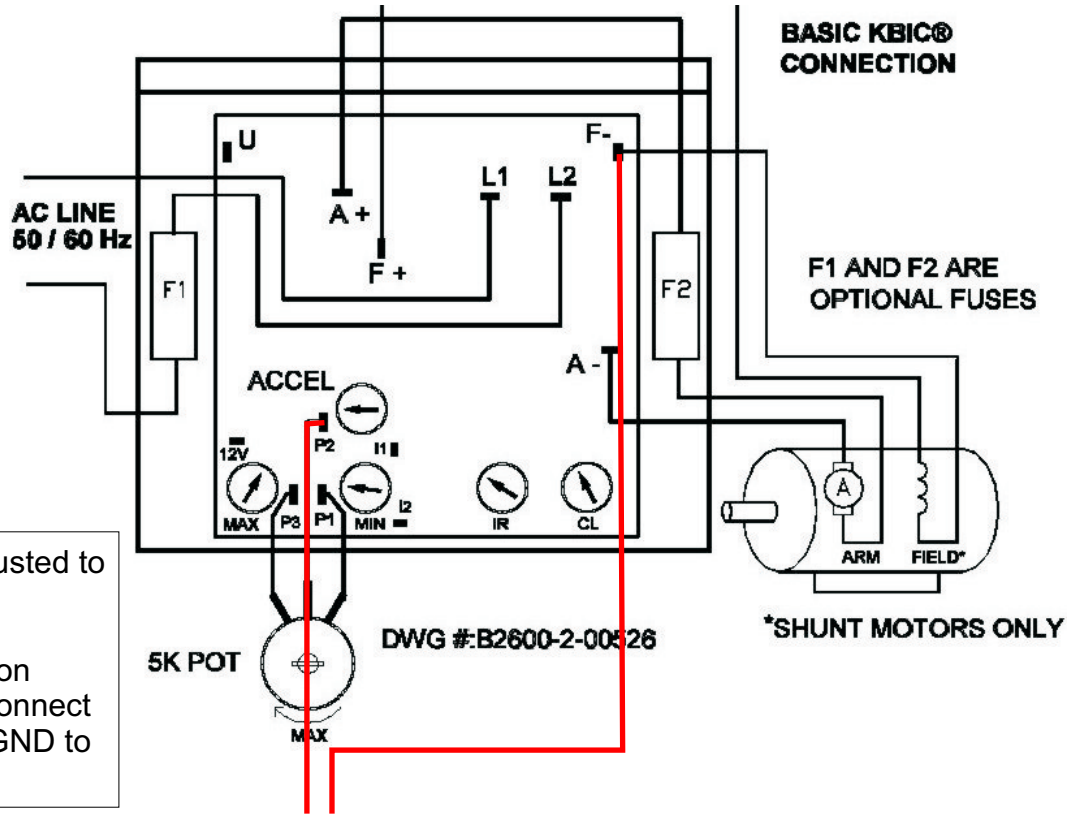 BASIC KBIC®
CONNECTION
U
F-
L1
L2
A +
F +
AC LINE
50 / 60 Hz
F1
F2
F1 AND F2 ARE
OPTIONAL FUSES
A -
ACCEL
P2
I1
12V
MAX
P3
P1
MIN
I2
IR
CL
A
ARM
FIELD*
usted to
on
onnect
GND to
5K POT
MAX
DWG #:B2600-2-00526
*SHUNT MOTORS ONLY